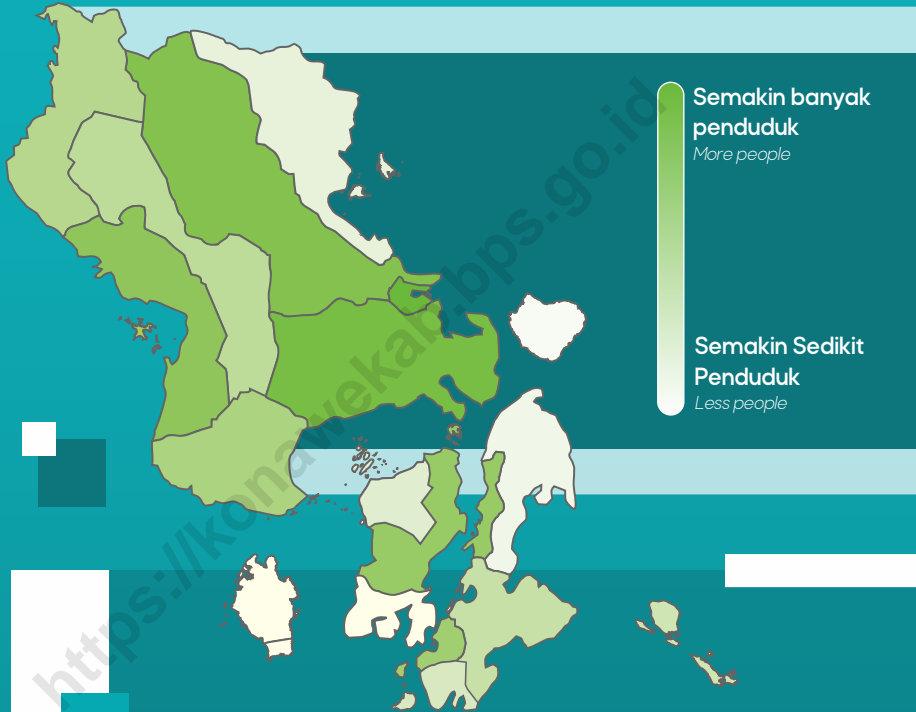 Semakin banyak
penduduk
More people
Semakin Sedikit
Penduduk
Less people
https://konawekab.bps.go.id